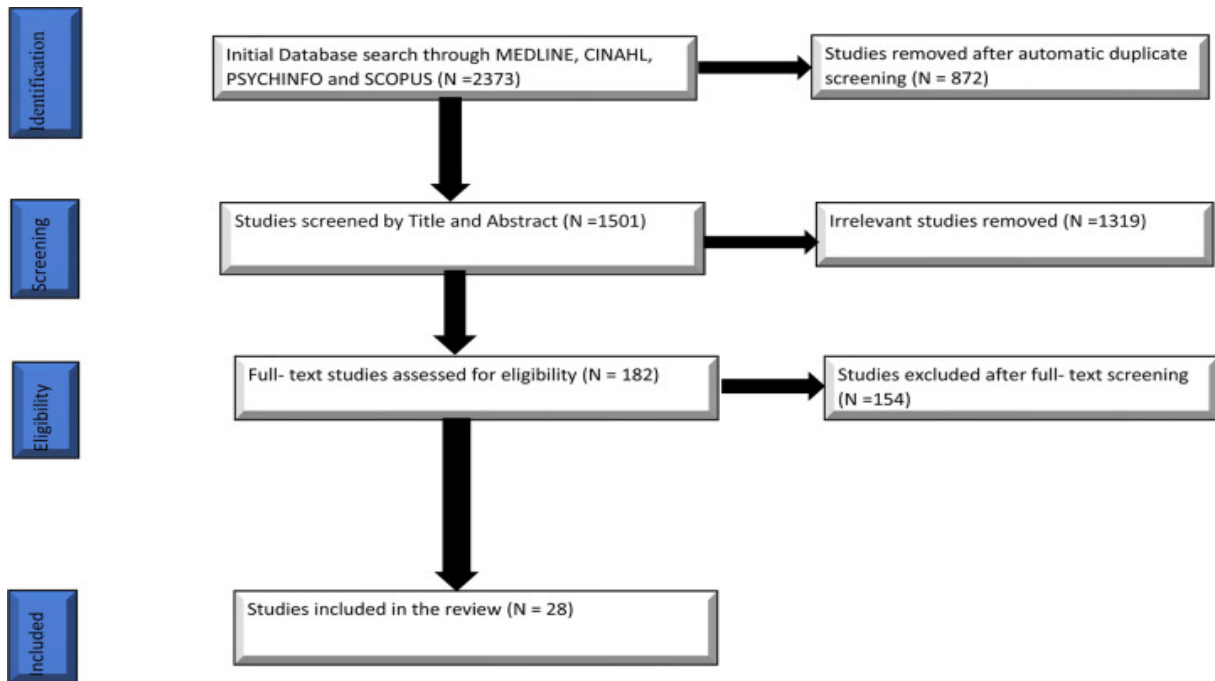 Identification
Initial Database search through MEDLINE, CINAHL,
PSYCHINFO and SCOPUS (N =2373)
Studies removed after automatic duplicate
screening (N = 872)
Screening
Studies screened by Title and Abstract (N =1501)
Irrelevant studies removed (N =1319)
Eligibility
Full- text studies assessed for eligibility (N = 182)
Studies excluded after full- text screening
(N =154)
Included
Studies included in the review (N = 28)